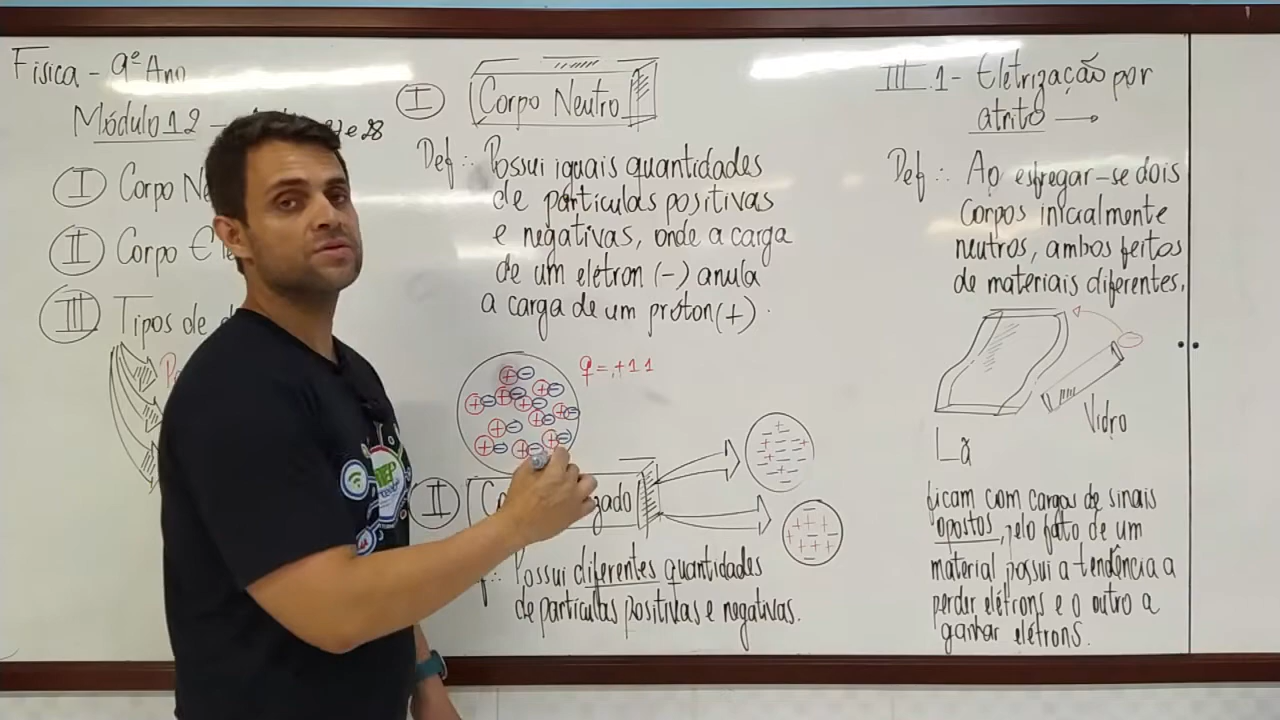 Física - 9º Ano
Módulo 12 - 27 e 28
I Corpo Ne
II Corpo Ele
III Tipos de
I Corpo Neutro
Def ∴ Possui iguais quantidades
de partículas positivas
e negativas, onde a carga
de um elétron (-) anula
a carga de um próton (+).
q = +11
II
zado
Possui diferentes quantidades
de partículas positivas e negativas.
III.1 - Eletrização por
atrito →
Def ∴ Ao esfregar-se dois
corpos inicialmente
neutros, ambos feitos
de materiais diferentes,
Vidro
Lã
ficam com cargas de sinais
opostos, pelo fato de um
material possui a tendência a
perder elétrons e o outro a
ganhar elétrons.